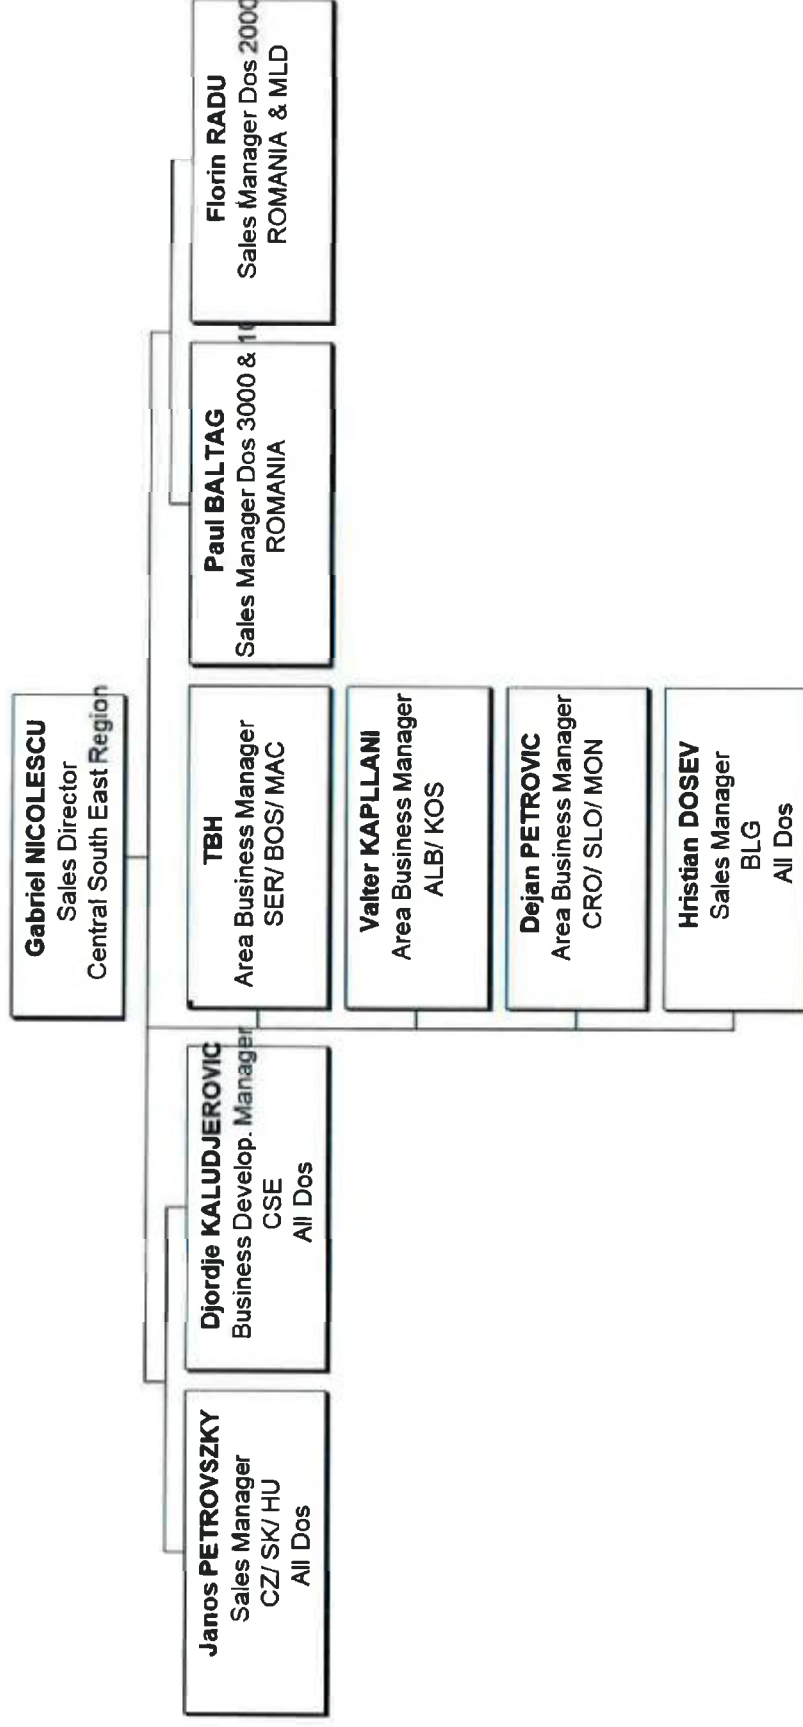 Gabriel NICOLESCU
Sales Director
Central South East Region
Janos PETROVSZKY
Sales Manager
CZ/ SK/ HU
All Dos
Djordje KALUDJEROVIC
Business Develop. Manager
CSE
All Dos
TBH
Area Business Manager
SER/ BOS/ MAC
Valter KAPLLANI
Area Business Manager
ALB/ KOS
Dejan PETROVIC
Area Business Manager
CRO/ SLO/ MON
Hristian DOSEV
Sales Manager
BLG
All Dos
Paul BALTAG
Sales Manager Dos 3000 &
ROMANIA
Florin RADU
Sales Manager Dos 2000
ROMANIA & MLD